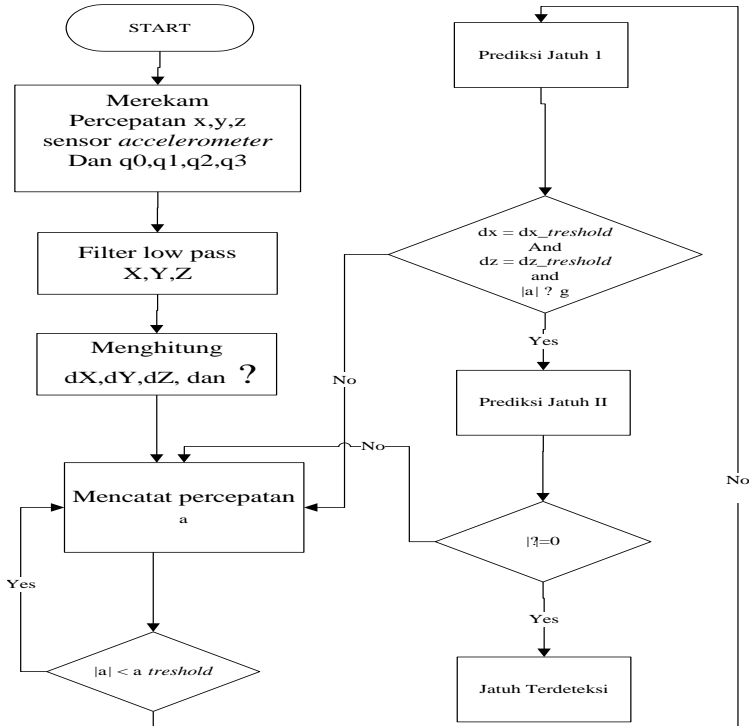 START
Merekam
Percepatan x,y,z
sensor accelerometer
Dan q0,q1,q2,q3
Filter low pass
X,Y,Z
Menghitung
dX,dY,dZ, dan ?
Mencatat percepatan
a
Yes
|a| < a treshold
Prediksi Jatuh 1
dx = dx_treshold
And
dz = dz_treshold
and
|a| ? g
No
Yes
Prediksi Jatuh II
No
|?|=0
Yes
Jatuh Terdeteksi
No